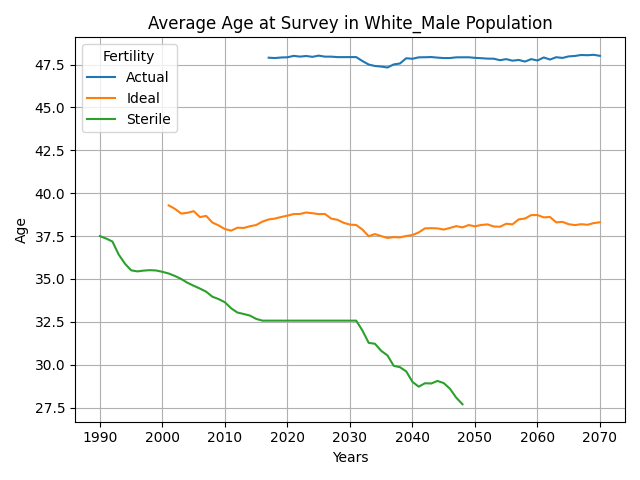 Average Age at Survey in White_Male Population
Fertility
Actual
Ideal
Sterile
Age
47.5
45.0
42.5
40.0
37.5
35.0
32.5
30.0
27.5
1990 2000 2010 2020 2030 2040 2050 2060 2070
Years